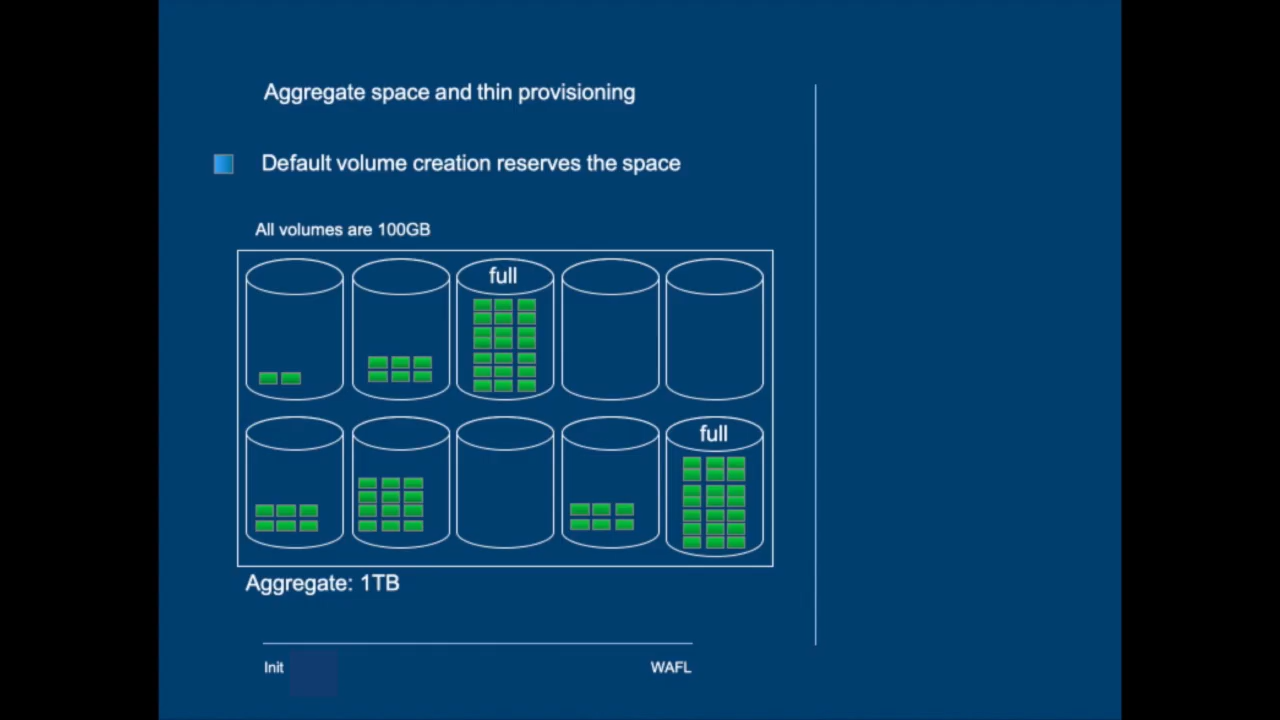 Aggregate space and thin provisioning
Default volume creation reserves the space
All volumes are 100GB
full
full
Aggregate: 1TB
Init
WAFL